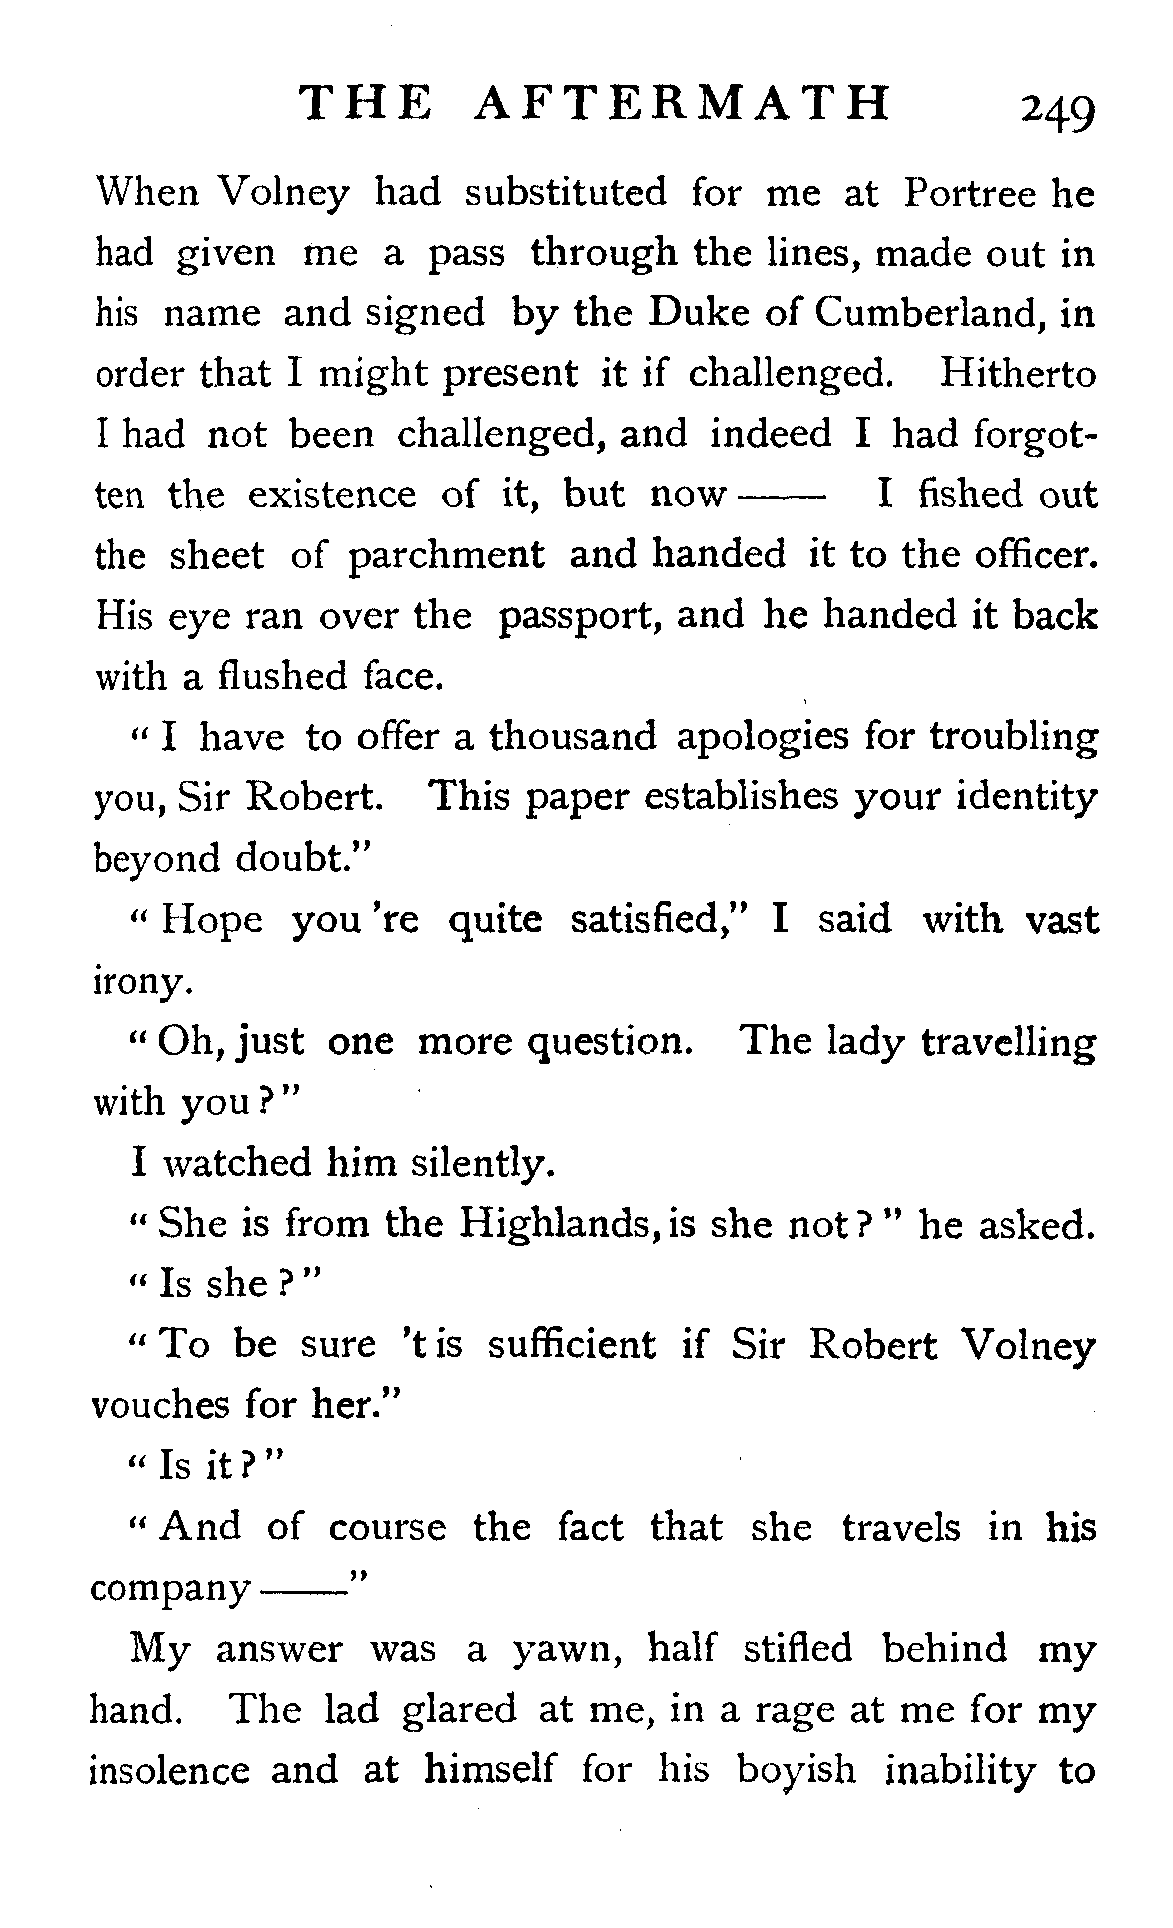 THE AFTERMATH 249
When Volney had substituted for me at Portree he
had given me a pass through the lines, made out in
his name and signed by the Duke of Cumberland, in
order that I might present it if challenged. Hitherto
I had not been challenged, and indeed I had forgot-
ten the existence of it, but now —— I fished out
the sheet of parchment and handed it to the officer.
His eye ran over the passport, and he handed it back
with a flushed face.
“ I have to offer a thousand apologies for troubling
you, Sir Robert. This paper establishes your identity
beyond doubt.”
“ Hope you 're quite satisfied,” I said with vast
irony.
“ Oh, just one more question. The lady travelling
with you ? ”
I watched him silently.
“ She is from the Highlands, is she not ? ” he asked.
“ Is she ? ”
“ To be sure 't is sufficient if Sir Robert Volney
vouches for her.”
“ Is it ? ”
“ And of course the fact that she travels in his
company ——”
My answer was a yawn, half stifled behind my
hand. The lad glared at me, in a rage at me for my
insolence and at himself for his boyish inability to